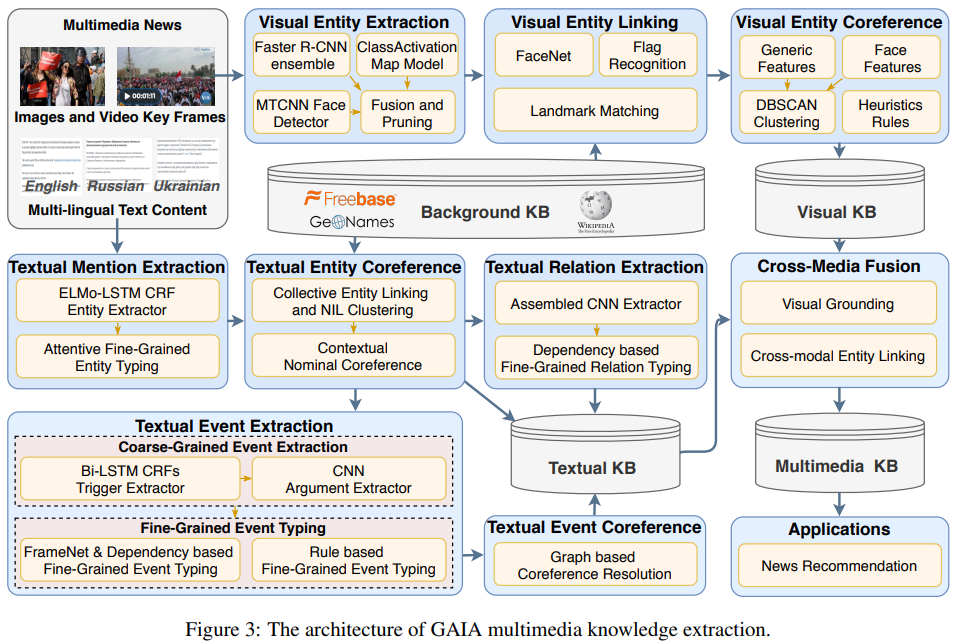 Multimedia News
00:01:11
Images and Video Key Frames
English Russian Ukrainian
Multi-lingual Text Content
Visual Entity Extraction
Faster R-CNN
ensemble
ClassActivation
Map Model
MTCNN Face
Detector
Fusion and
Pruning
Visual Entity Linking
FaceNet
Flag
Recognition
Landmark Matching
Visual Entity Coreference
Generic
Features
Face
Features
DBSCAN
Clustering
Heuristics
Rules
Freebase
GeoNames
Background KB
WIKIPEDIA
The Free Encyclopedia
Visual KB
Textual Mention Extraction
ELMo-LSTM CRF
Entity Extractor
Attentive Fine-Grained
Entity Typing
Textual Entity Coreference
Collective Entity Linking
and NIL Clustering
Contextual
Nominal Coreference
Textual Relation Extraction
Assembled CNN Extractor
Dependency based
Fine-Grained Relation Typing
Cross-Media Fusion
Visual Grounding
Cross-modal Entity Linking
Textual Event Extraction
Coarse-Grained Event Extraction
Bi-LSTM CRFs
Trigger Extractor
CNN
Argument Extractor
Fine-Grained Event Typing
FrameNet & Dependency based
Fine-Grained Event Typing
Rule based
Fine-Grained Event Typing
Textual KB
Textual Event Coreference
Graph based
Coreference Resolution
Multimedia KB
Applications
News Recommendation
Figure 3: The architecture of GAIA multimedia knowledge extraction.